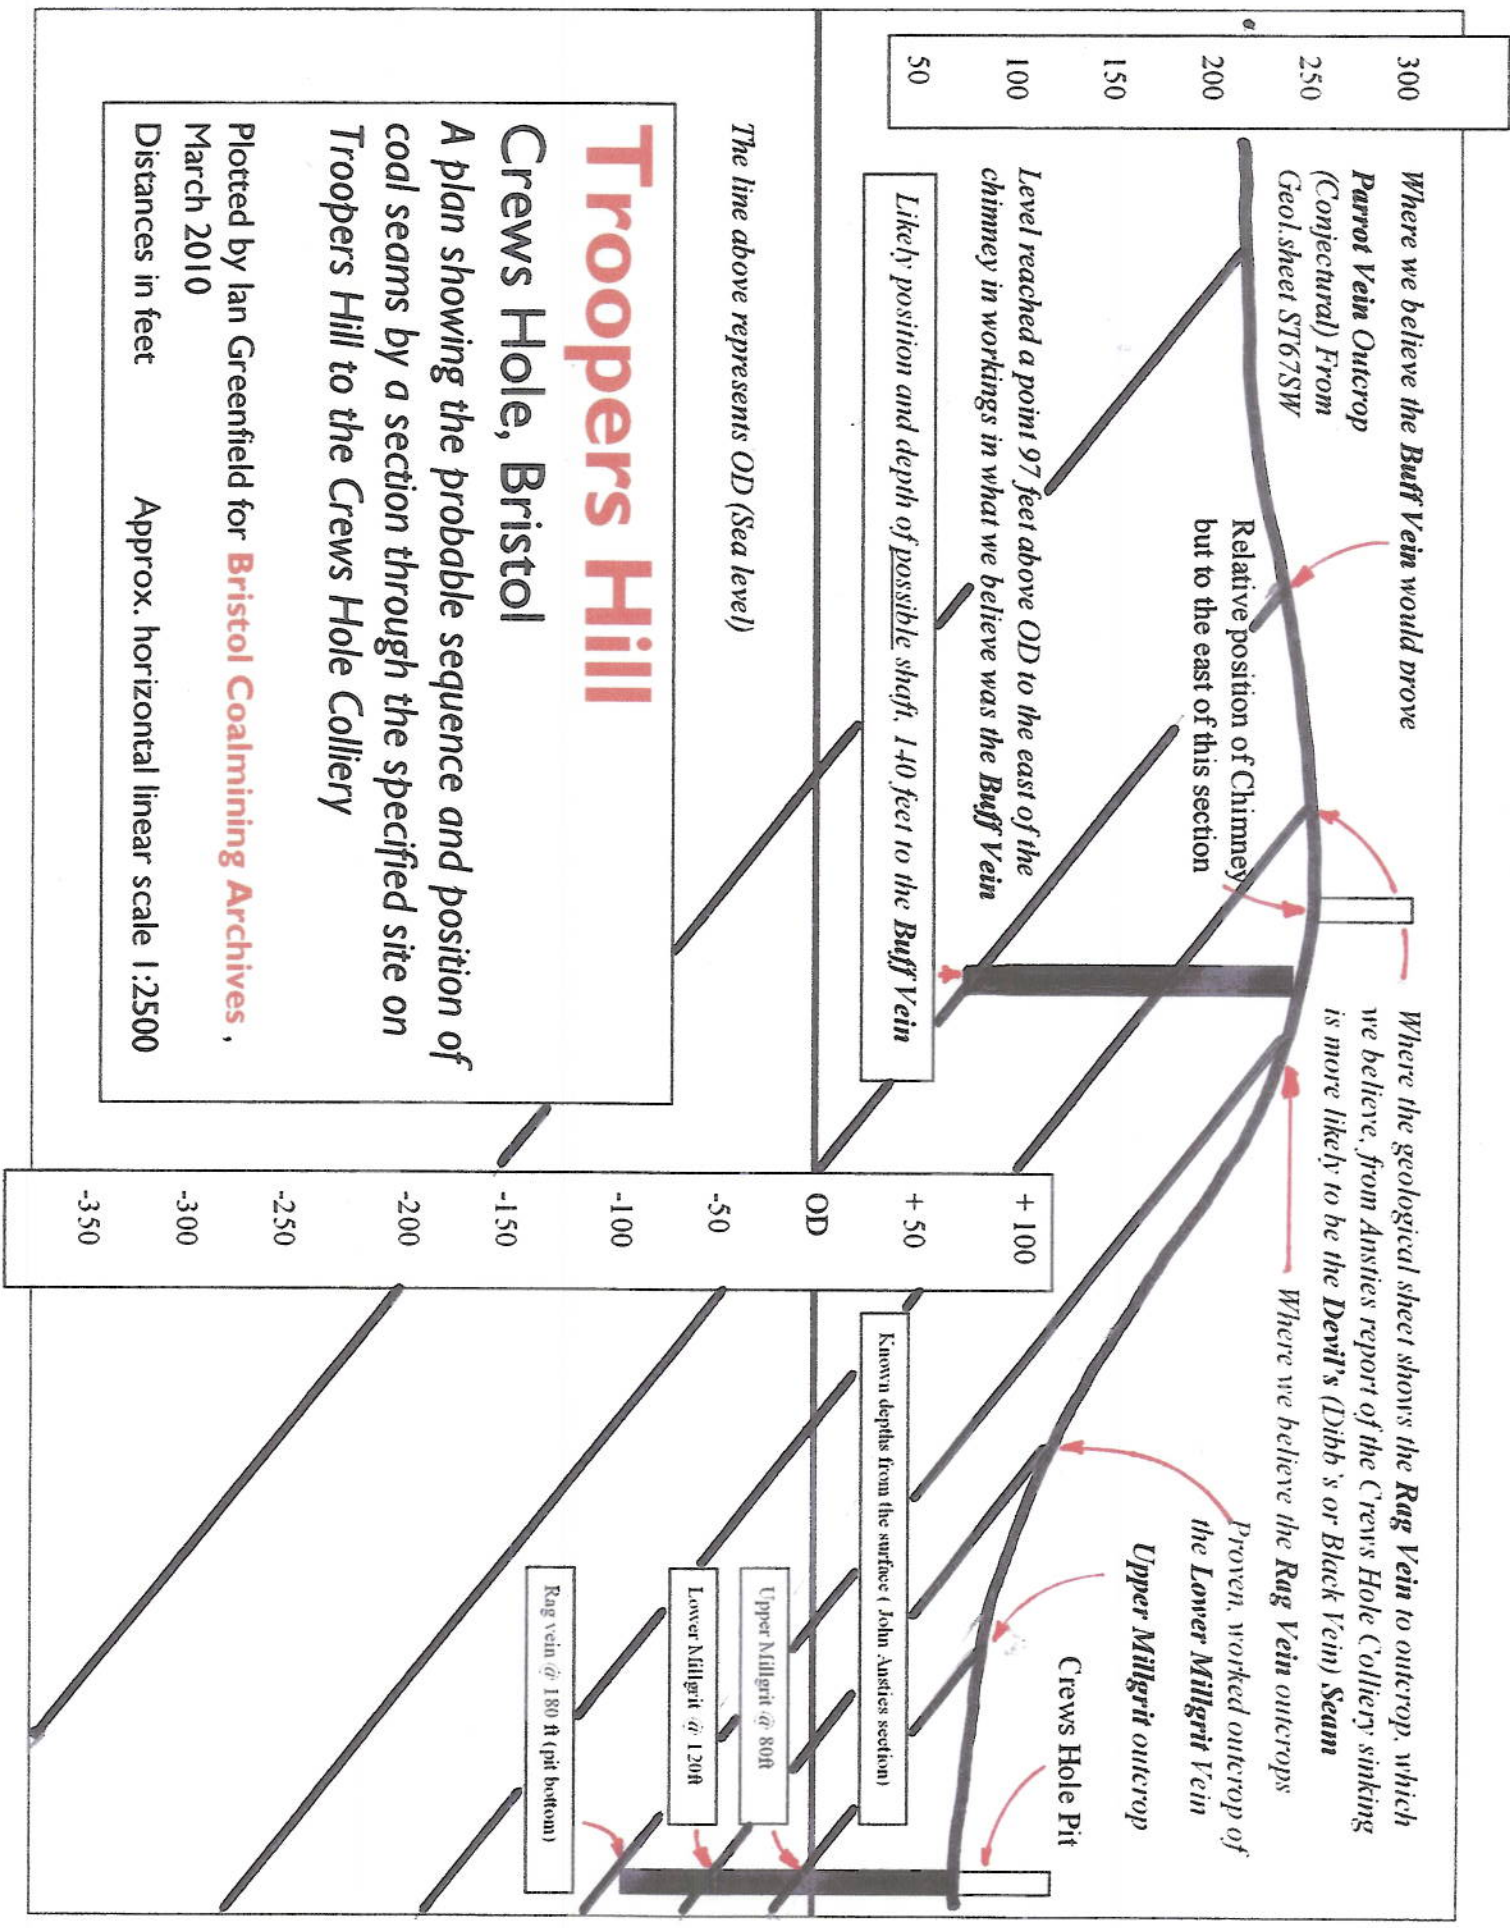 300
250
200
150
100
50
Where we believe the Buff Vein would prove
Parrot Vein Outcrop
(Conjectural) From
Geol.sheet ST67SW
Relative position of Chimney
but to the east of this section
Level reached a point 97 feet above OD to the east of the
chimney in workings in what we believe was the Buff Vein
Likely position and depth of possible shaft, 140 feet to the Buff Vein
Where the geological sheet shows the Rag Vein to outcrop, which
we believe, from Ansties report of the Crews Hole Colliery sinking
is more likely to be the Devil's (Dibb's or Black Vein) Seam
Where we believe the Rag Vein outcrops
Proven, worked outcrop of
the Lower Millgrit Vein
Upper Millgrit outcrop
Crews Hole Pit
The line above represents OD (Sea level)
Troopers Hill
Crews Hole, Bristol
A plan showing the probable sequence and position of
coal seams by a section through the specified site on
Troopers Hill to the Crews Hole Colliery
Plotted by Ian Greenfield for Bristol Coalmining Archives ,
March 2010
Distances in feet Approx. horizontal linear scale 1:2500
+ 100
+ 50
OD
-50
-100
-150
-200
-250
-300
-350
Known depths from the surface ( John Ansties section)
Upper Millgrit @ 80ft
Lower Millgrit @ 120ft
Rag vein @ 180 ft (pit bottom)